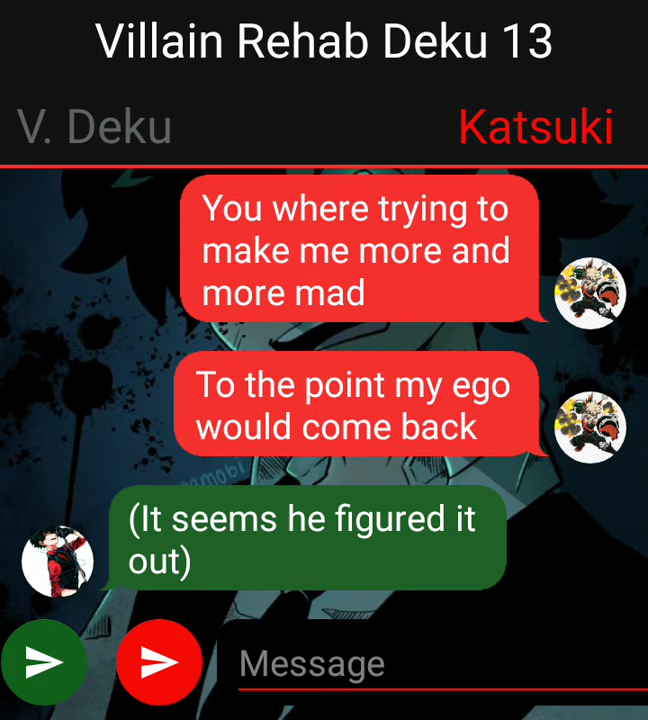 Villain Rehab Deku 13
V. Deku
Katsuki
You where trying to
make me more and
more mad
To the point my ego
would come back
(It seems he figured it
out)
Message